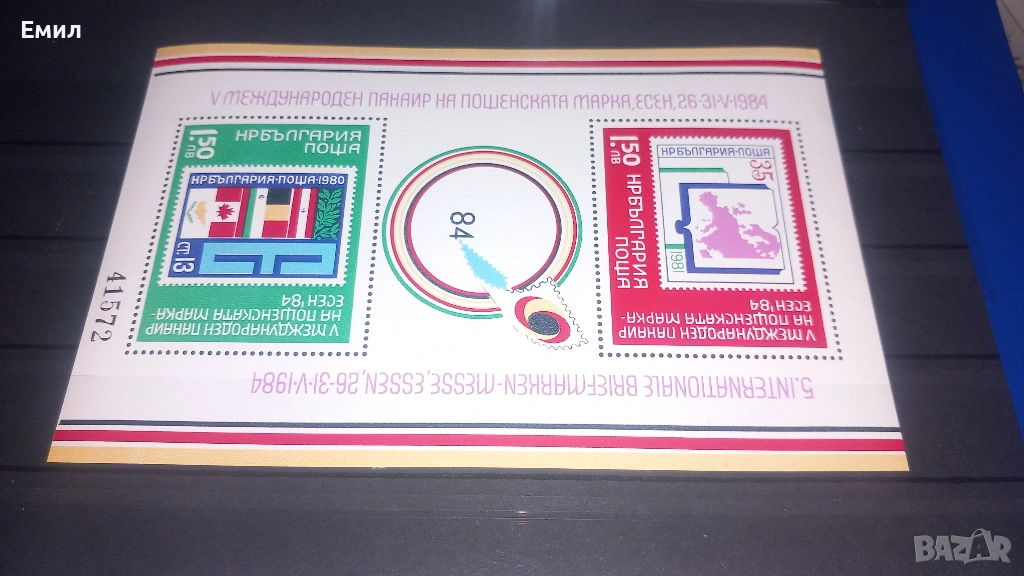 Емил
V МЕЖДУНАРОДЕН ПАНАИР НА ПОЩЕНСКАТА МАРКА, ЕСЕН, 26-31·V·1984
НРБЪЛГАРИЯ
ПОЩА
1.50 ЛВ
НРБЪЛГАРИЯ·ПОЩА·1980
СТ.13
V МЕЖДУНАРОДЕН ПАНАИР
НА ПОЩЕНСКАТА МАРКА-
ЕСЕН'84
41572
84
1.50 ЛВ
НРБЪЛГАРИЯ
ПОЩА
НРБЪЛГАРИЯ·ПОЩА
35
1981
V МЕЖДУНАРОДЕН ПАНАИР
НА ПОЩЕНСКАТА МАРКА-
ЕСЕН'84
5. INTERNATIONALE BRIEFMARKEN-MESSE, ESSEN, 26-31·V·1984
BAZAR